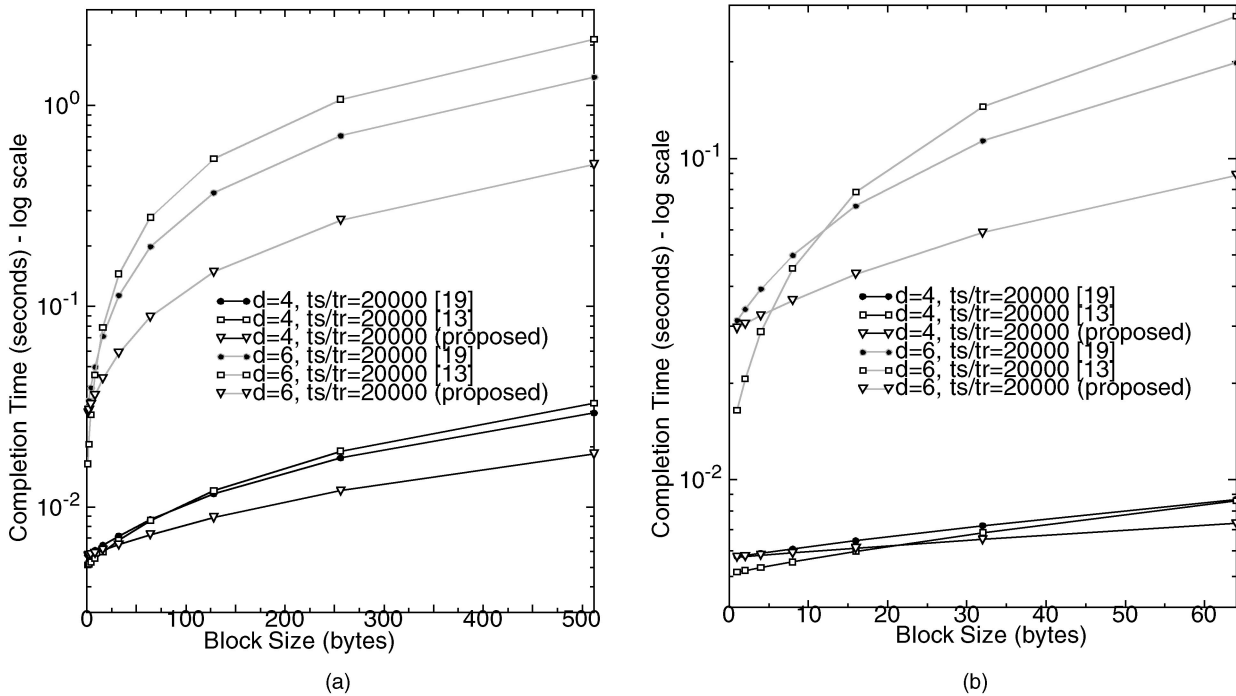 Completion Time (seconds) - log scale
10^0
10^-1
10^-2
d=4, ts/tr=20000 [19]
d=4, ts/tr=20000 [13]
d=4, ts/tr=20000 (proposed)
d=6, ts/tr=20000 [19]
d=6, ts/tr=20000 [13]
d=6, ts/tr=20000 (proposed)
0 100 200 300 400 500
Block Size (bytes)
(a)
Completion Time (seconds) - log scale
10^-1
10^-2
d=4, ts/tr=20000 [19]
d=4, ts/tr=20000 [13]
d=4, ts/tr=20000 (proposed)
d=6, ts/tr=20000 [19]
d=6, ts/tr=20000 [13]
d=6, ts/tr=20000 (proposed)
0 10 20 30 40 50 60
Block Size (bytes)
(b)